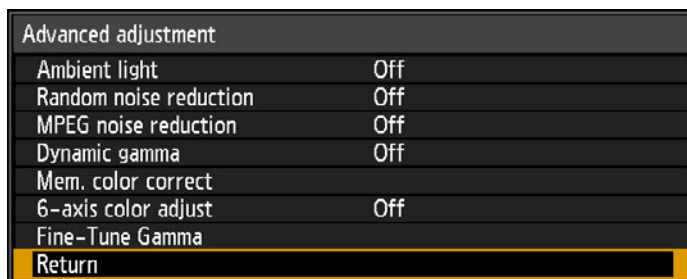 Advanced adjustment
Ambient light Off
Random noise reduction Off
MPEG noise reduction Off
Dynamic gamma Off
Mem. color correct
6-axis color adjust Off
Fine-Tune Gamma
Return